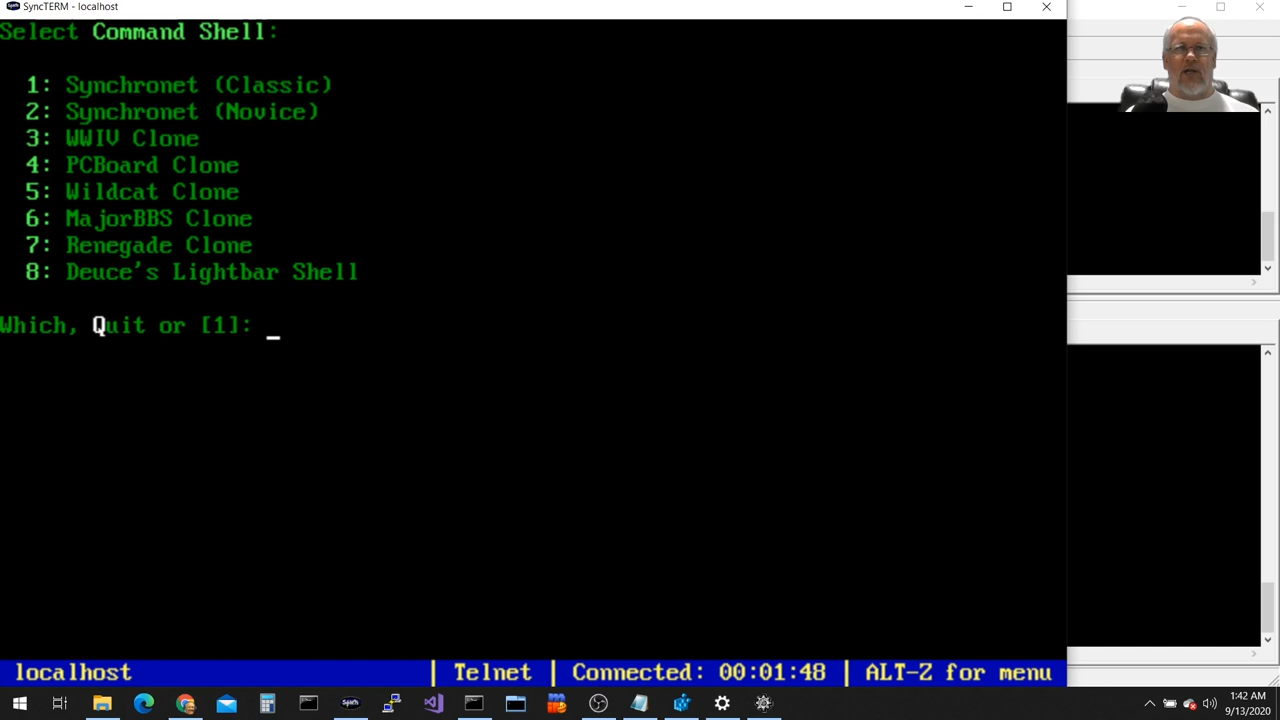 SyncTERM - localhost
Select Command Shell:
1: Synchronet (Classic)
2: Synchronet (Novice)
3: WWIV Clone
4: PCBoard Clone
5: Wildcat Clone
6: MajorBBS Clone
7: Renegade Clone
8: Deuce's Lightbar Shell
Which, Quit or [1]: _
localhost | Telnet | Connected: 00:01:48 | ALT-Z for menu
1:42 AM
9/13/2020